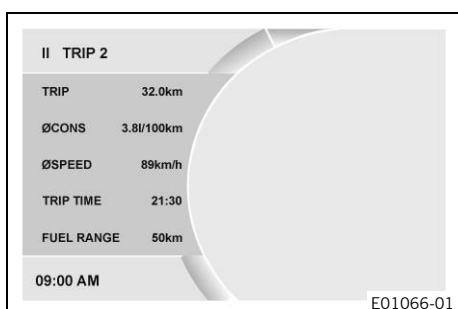 II TRIP 2
TRIP 32.0km
ØCONS 3.8l/100km
ØSPEED 89km/h
TRIP TIME 21:30
FUEL RANGE 50km
09:00 AM
E01066-01